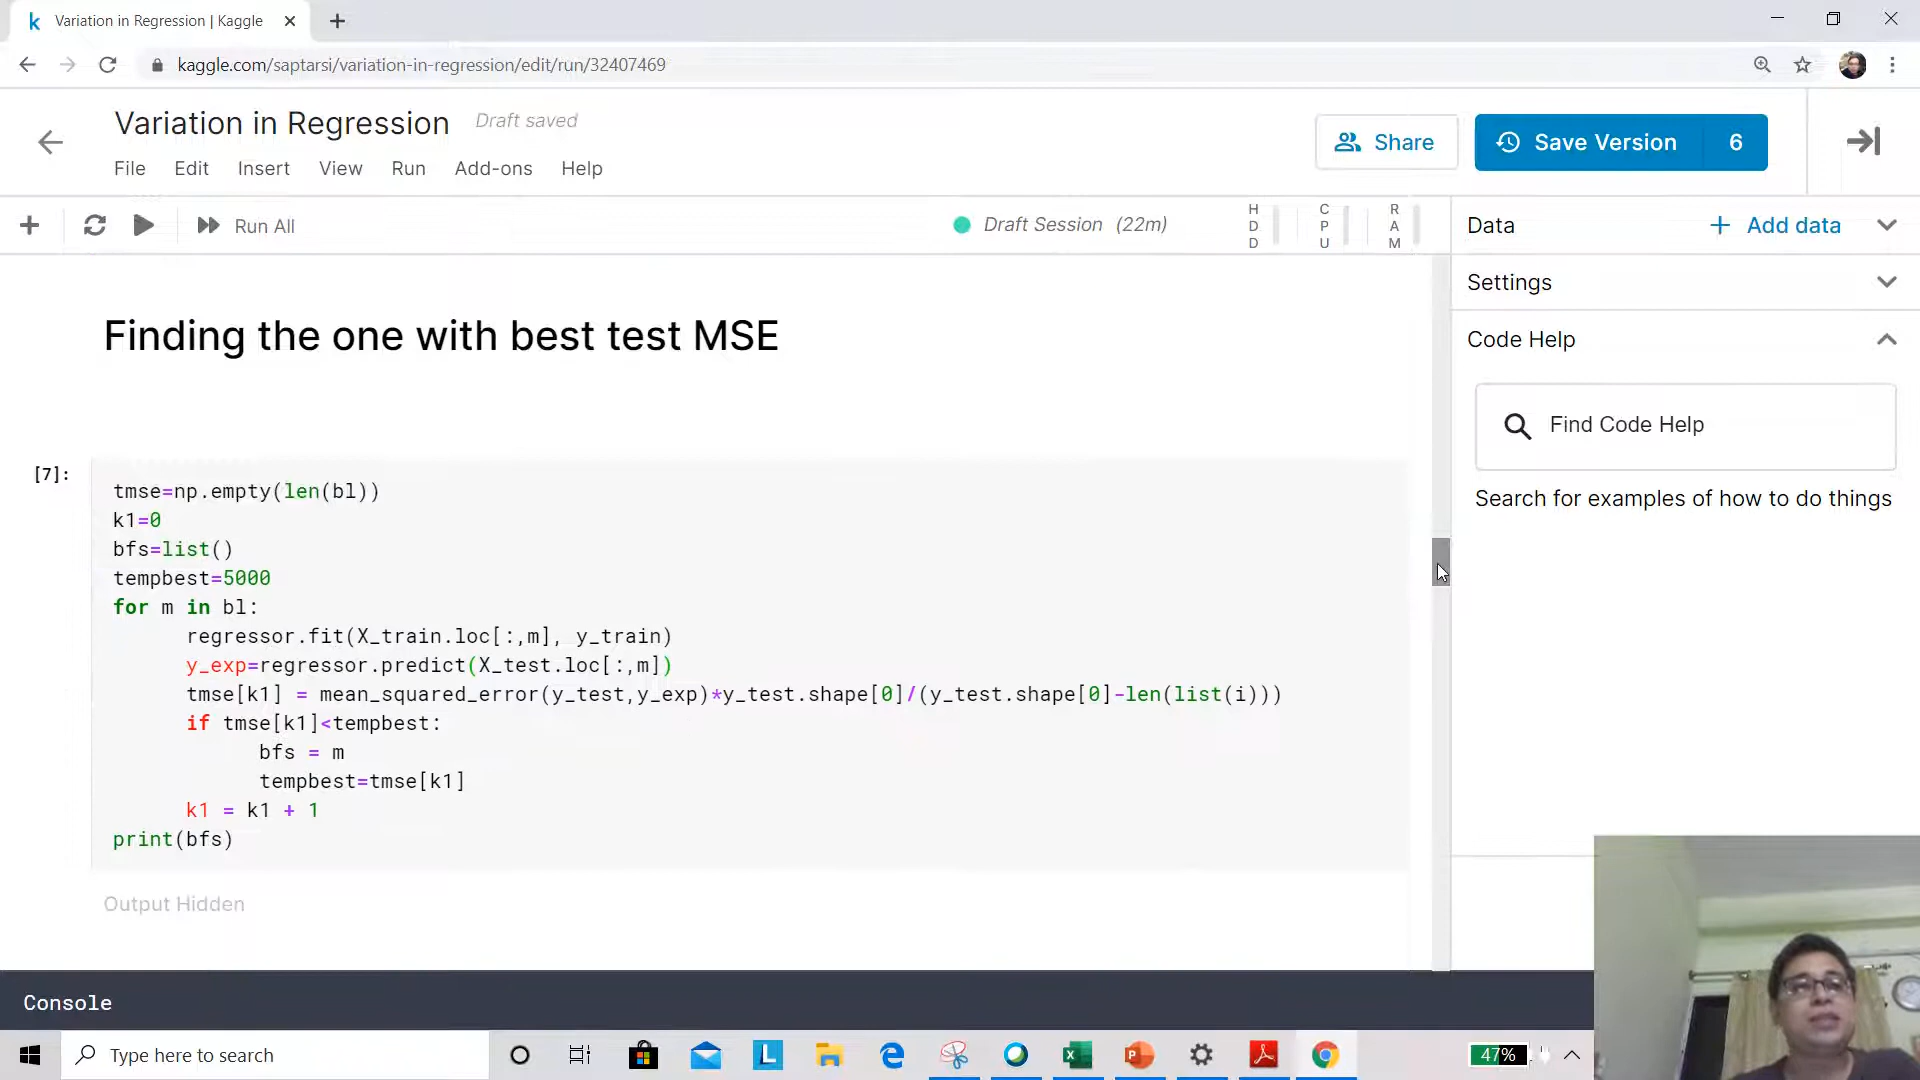 Variation in Regression | Kaggle
kaggle.com/saptarsi/variation-in-regression/edit/run/32407469
Variation in Regression
Draft saved
File Edit Insert View Run Add-ons Help
Share
Save Version 6
Run All
Draft Session (22m)
HDD
CPU
RAM
Data
Add data
Settings
Code Help
Find Code Help
Search for examples of how to do things
Finding the one with best test MSE
[7]:
tmse=np.empty(len(bl))
k1=0
bfs=list()
tempbest=5000
for m in bl:
regressor.fit(X_train.loc[:,m], y_train)
y_exp=regressor.predict(X_test.loc[:,m])
tmse[k1] = mean_squared_error(y_test,y_exp)*y_test.shape[0]/(y_test.shape[0]-len(list(i)))
if tmse[k1]<tempbest:
bfs = m
tempbest=tmse[k1]
k1 = k1 + 1
print(bfs)
Output Hidden
Console
Type here to search
47%